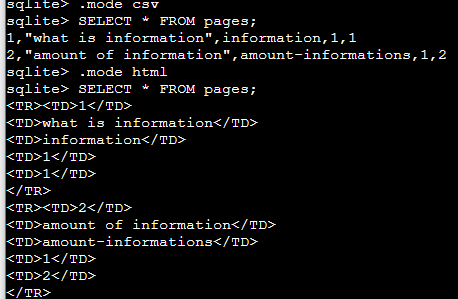 sqlite> .mode csv
sqlite> SELECT * FROM pages;
1,"what is information",information,1,1
2,"amount of information",amount-informations,1,2
sqlite> .mode html
sqlite> SELECT * FROM pages;
<TR><TD>1</TD>
<TD>what is information</TD>
<TD>information</TD>
<TD>1</TD>
<TD>1</TD>
</TR>
<TR><TD>2</TD>
<TD>amount of information</TD>
<TD>amount-informations</TD>
<TD>1</TD>
<TD>2</TD>
</TR>